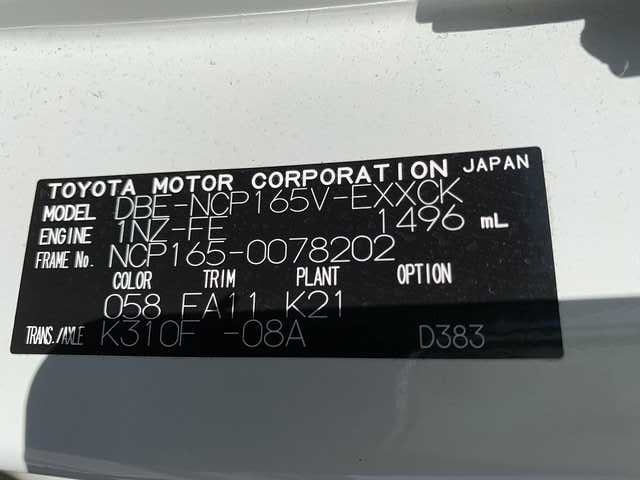 TOYOTA MOTOR CORPORATION JAPAN
MODEL DBE-NCP165V-EXXCK
ENGINE 1NZ-FE 1496 mL
FRAME No. NCP165-0078202
COLOR TRIM PLANT OPTION
058 FA11 K21
TRANS./AXLE K310F -08A D383